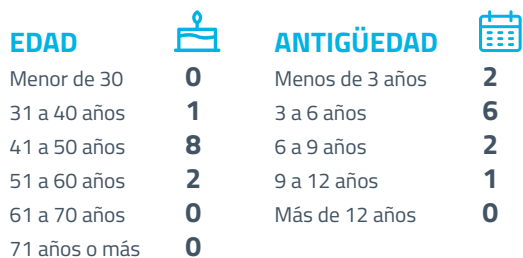 EDAD
Menor de 30 0
31 a 40 años 1
41 a 50 años 8
51 a 60 años 2
61 a 70 años 0
71 años o más 0
ANTIGÜEDAD
Menos de 3 años 2
3 a 6 años 6
6 a 9 años 2
9 a 12 años 1
Más de 12 años 0